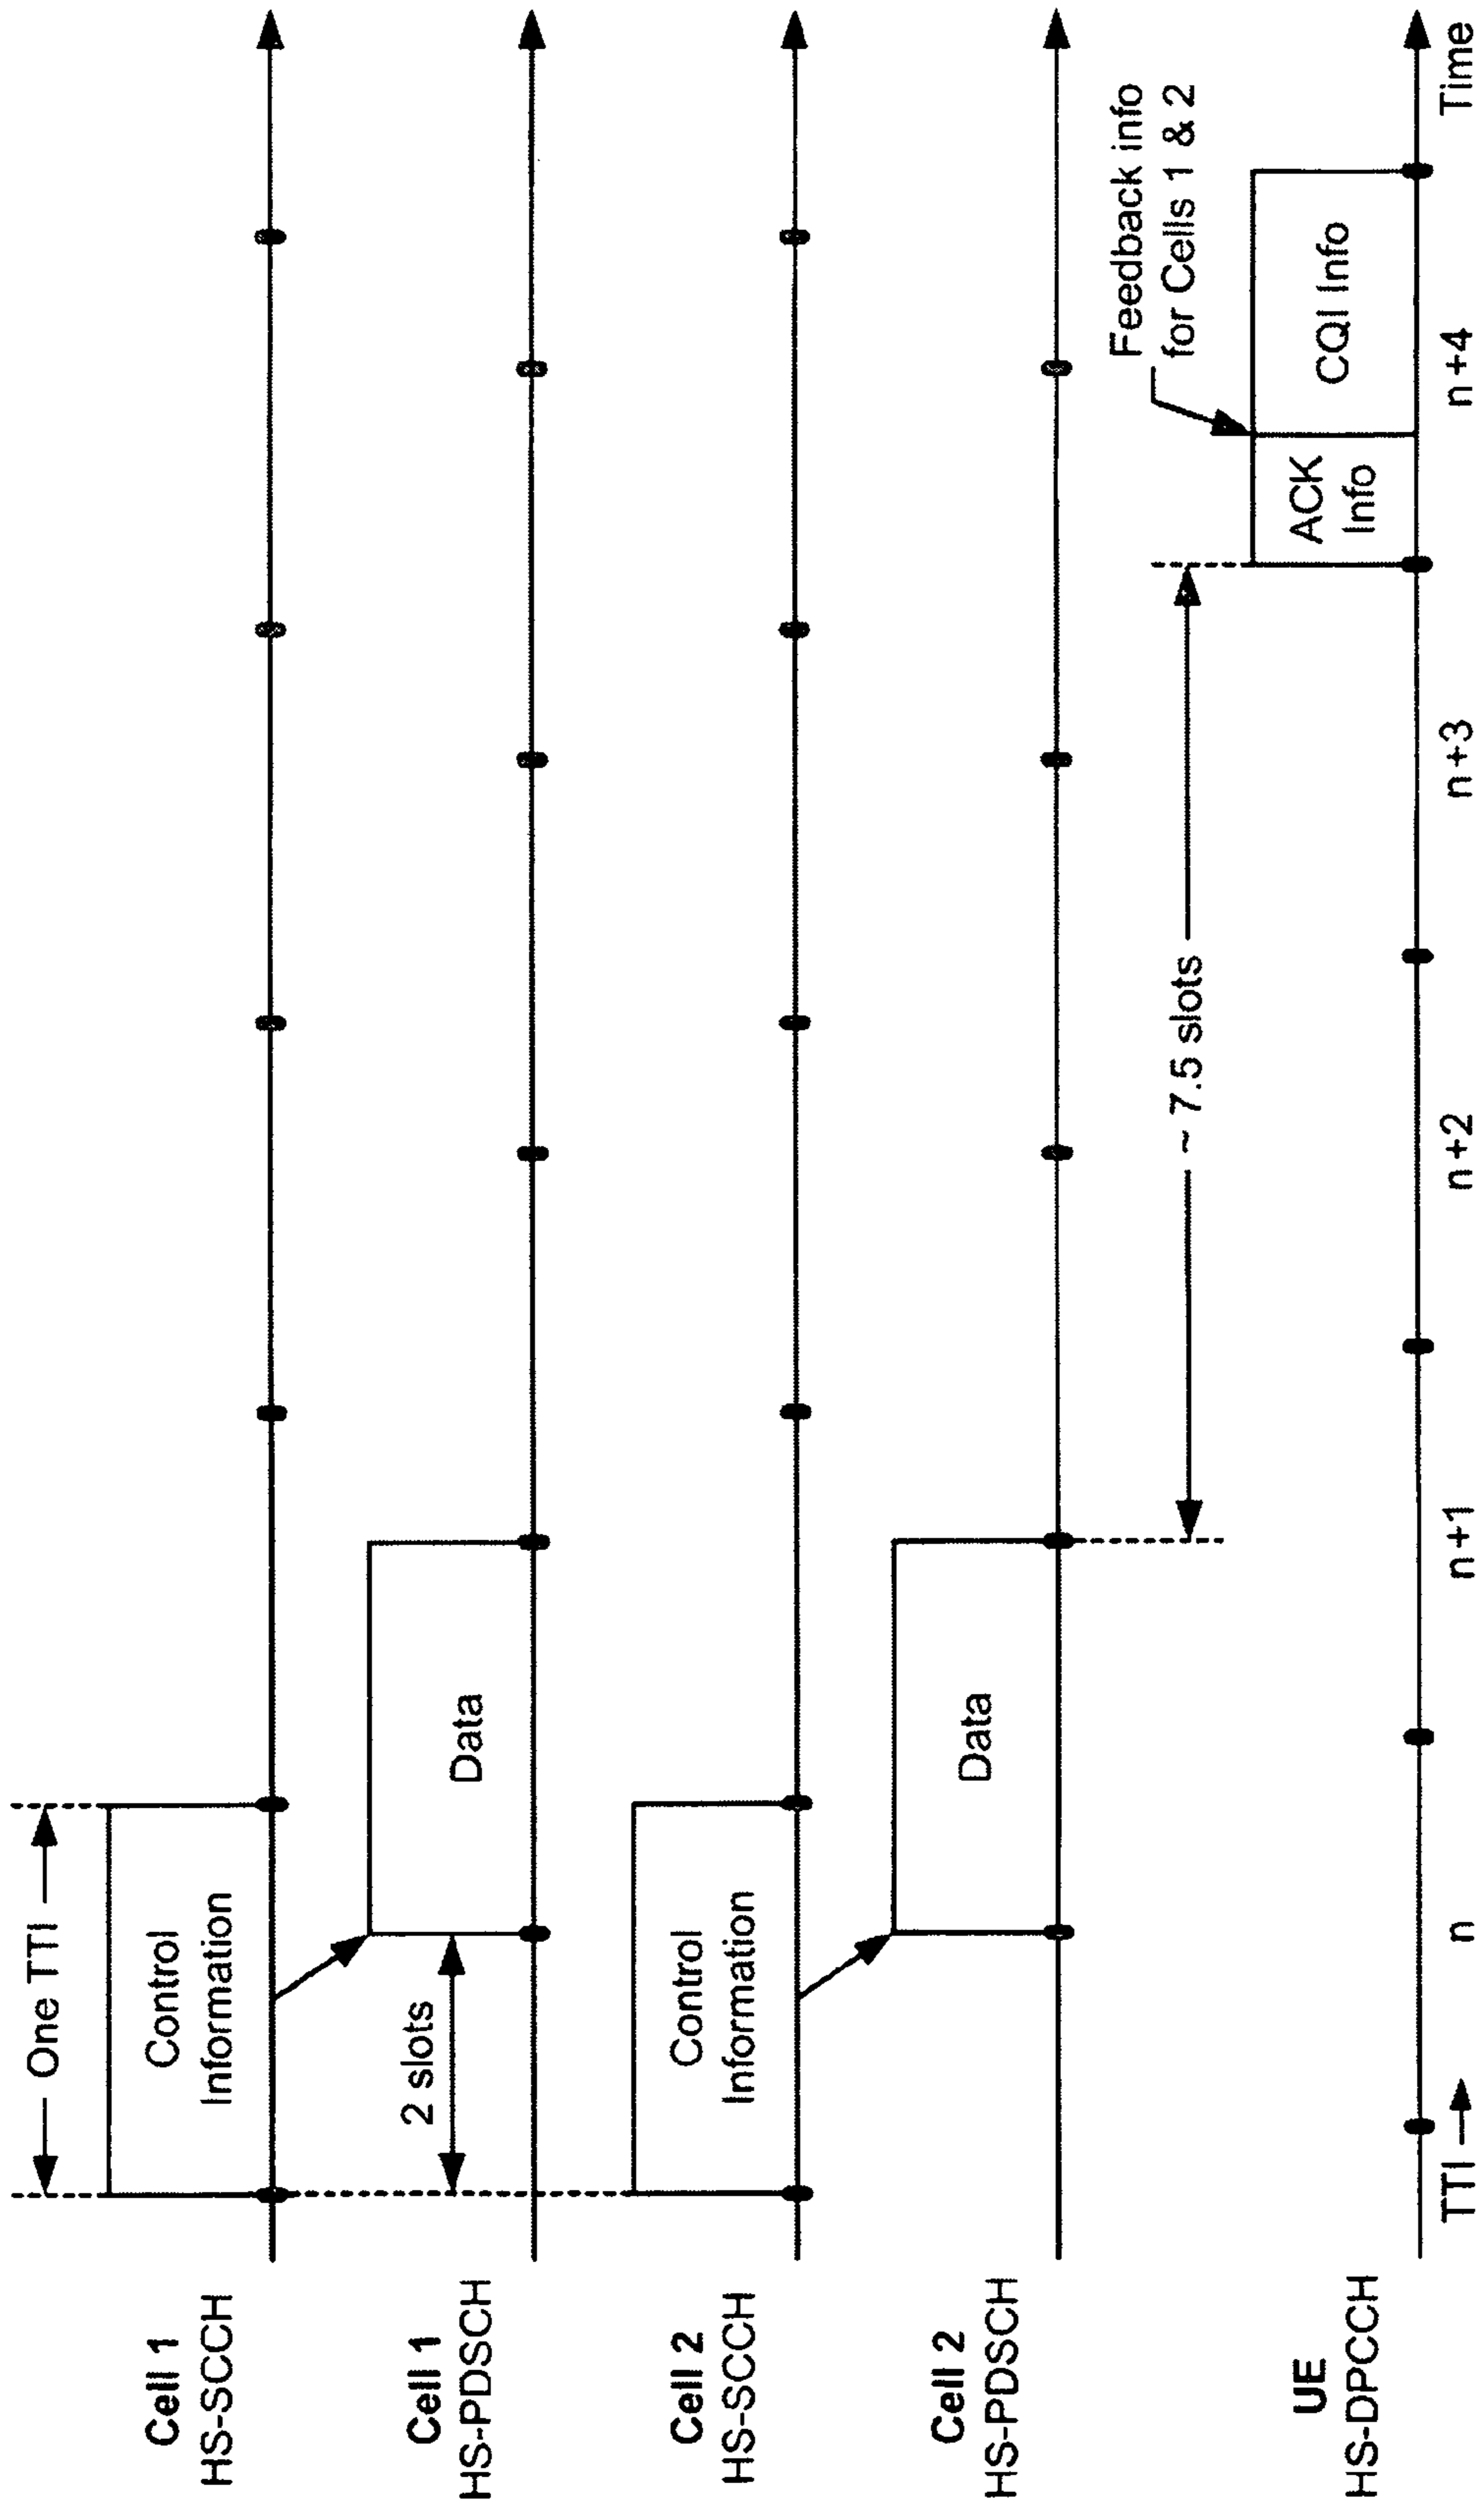 One TTI
Cell 1
HS-SCCH
Control
Information
Cell 1
HS-PDSCH
2 slots
Data
Cell 2
HS-SCCH
Control
Information
Cell 2
HS-PDSCH
Data
~ 7.5 slots
Feedback info
for Cells 1 & 2
UE
HS-DPCCH
ACK
Info
CQI Info
TTI
n
n+1
n+2
n+3
n+4
Time